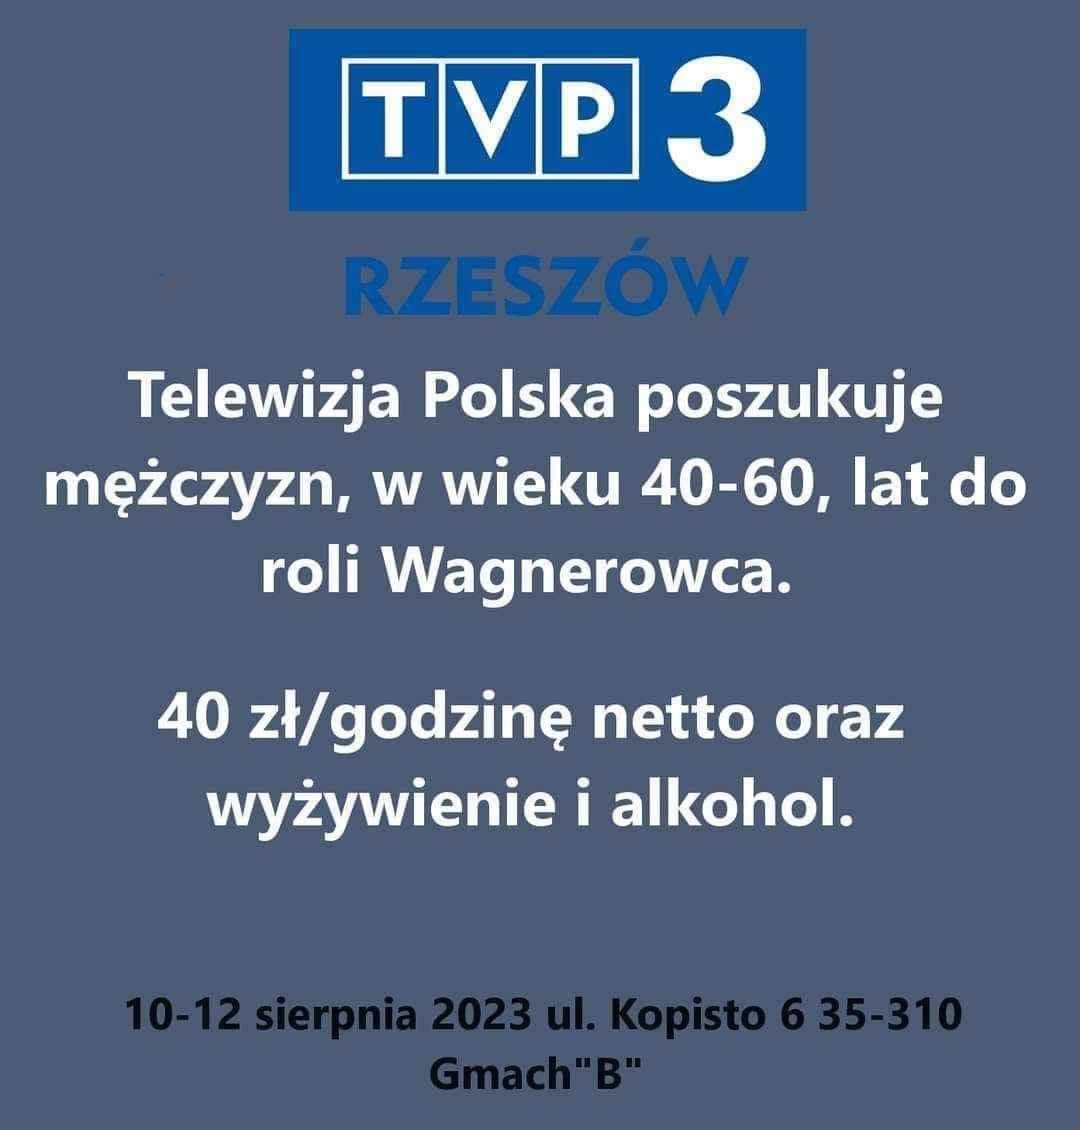 TVP 3
RZESZÓW
Telewizja Polska poszukuje
mężczyzn, w wieku 40-60, lat do
roli Wagnerowca.
40 zł/godzinę netto oraz
wyżywienie i alkohol.
10-12 sierpnia 2023 ul. Kopisto 6 35-310
Gmach"B"